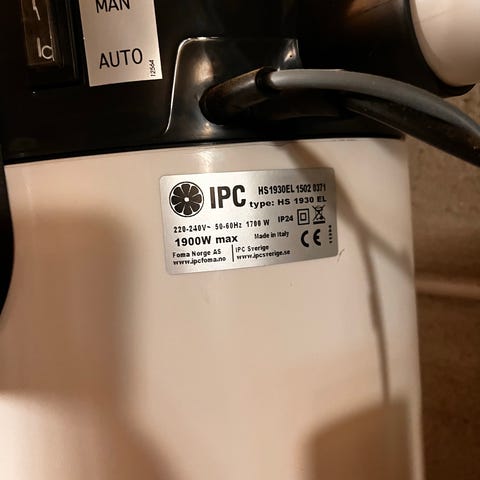 MAN
AUTO
12564
IPC
HS1930EL 1502 0371
type: HS 1930 EL
220-240V~ 50-60Hz 1700 W IP24
1900W max
Made in Italy
CE
Foma Norge AS
www.ipcfoma.no
IPC Sverige
www.ipcsverige.se